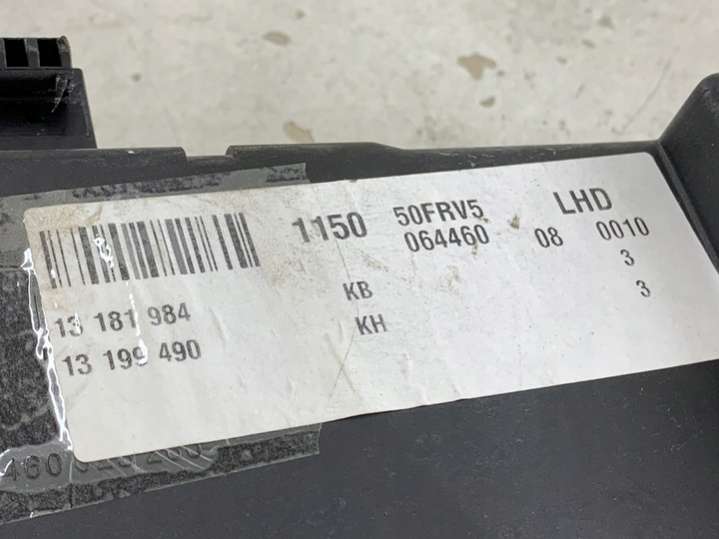 1150 50FRV5 LHD
064460 08 0010
3
13 181 984 KB 3
13 199 490 KH